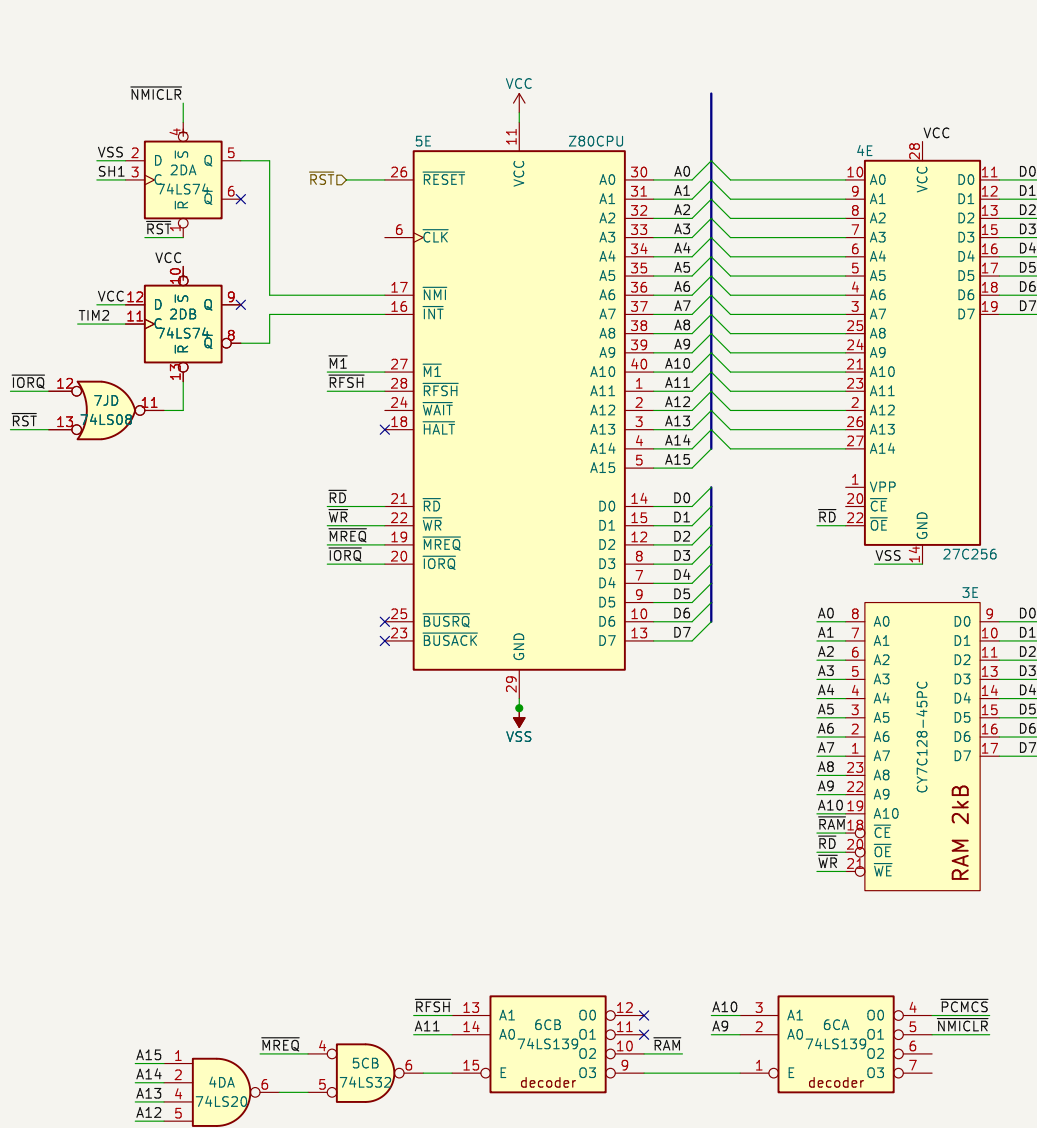 NMICLR
VSS 2 D S Q 5
4
SH1 3 C 2DA
74LS74
R Q 6
RST 1
VCC
10
VCC 12 D S Q 9
TIM2 11 C 2DB
74LS74
R Q 8
13
IORQ 12
7JD
74LS08
11
RST 13
VCC
11
5E Z80CPU
VCC
RST 26 RESET
6 CLK
17 NMI
16 INT
M1 27 M1
RFSH 28 RFSH
24 WAIT
18 HALT
RD 21 RD
WR 22 WR
MREQ 19 MREQ
IORQ 20 IORQ
25 BUSRQ
23 BUSACK
A0 30 A0
A1 31 A1
A2 32 A2
A3 33 A3
A4 34 A4
A5 35 A5
A6 36 A6
A7 37 A7
A8 38 A8
A9 39 A9
A10 40 A10
A11 1 A11
A12 2 A12
A13 3 A13
A14 4 A14
A15 5 A15
D0 14 D0
D1 15 D1
D2 12 D2
D3 8 D3
D4 7 D4
D5 9 D5
D6 10 D6
D7 13 D7
GND
29
VSS
VCC
28
4E
VCC
10 A0 D0 11 D0
9 A1 D1 12 D1
8 A2 D2 13 D2
7 A3 D3 15 D3
6 A4 D4 16 D4
5 A5 D5 17 D5
4 A6 D6 18 D6
3 A7 D7 19 D7
25 A8
24 A9
21 A10
23 A11
2 A12
26 A13
27 A14
1 VPP
20 CE
RD 22 OE
GND
VSS 14 27C256
3E
A0 8 A0 D0 9 D0
A1 7 A1 D1 10 D1
A2 6 A2 D2 11 D2
A3 5 A3 D3 13 D3
A4 4 A4 D4 14 D4
A5 3 A5 D5 15 D5
A6 2 A6 D6 16 D6
A7 1 A7 D7 17 D7
A8 23 A8
A9 22 A9
A10 19 A10
RAM 18 CE
RD 20 OE
WR 21 WE
CY7C128-45PC
RAM 2kB
A15 1
A14 2
A13 4
A12 5
4DA
74LS20
6
MREQ 4
5
5CB
74LS32
6
RFSH 13 A1 O0 12
A11 14 A0 O1 11
6CB
74LS139
O2 10 RAM
15 E O3 9
decoder
A10 3 A1 O0 4 PCMCS
A9 2 A0 O1 5 NMICLR
6CA
74LS139
O2 6
1 E O3 7
decoder